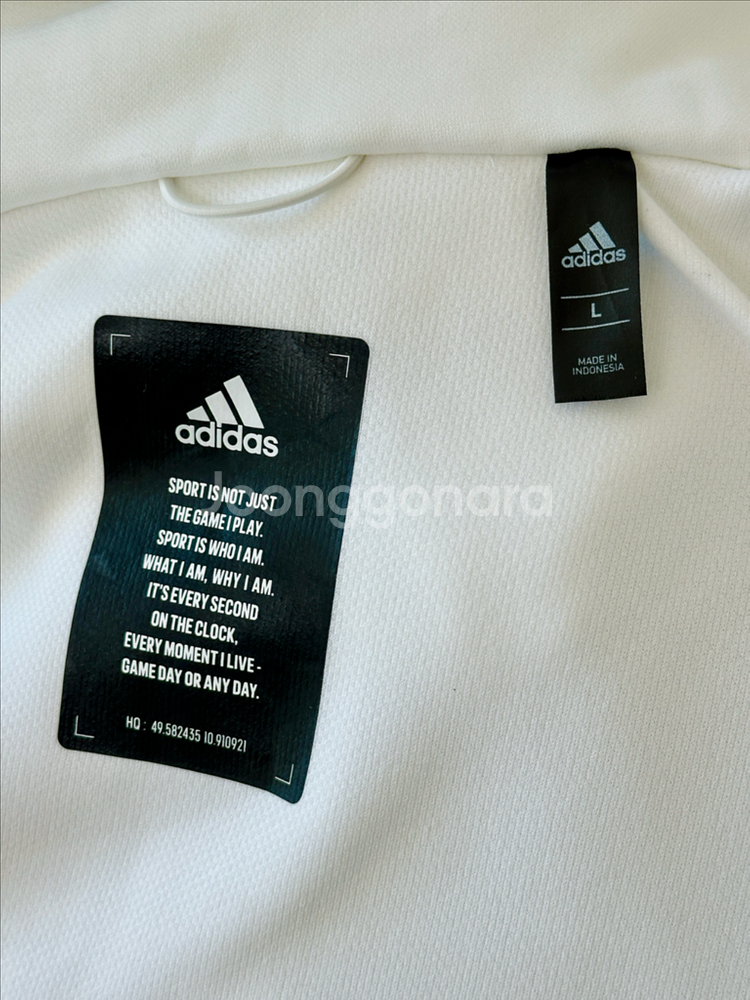 adidas
L
MADE IN
INDONESIA
adidas
SPORT IS NOT JUST
THE GAME I PLAY.
SPORT IS WHO I AM.
WHAT I AM, WHY I AM.
IT'S EVERY SECOND
ON THE CLOCK,
EVERY MOMENT I LIVE -
GAME DAY OR ANY DAY.
HQ : 49.582435 10.910921
Joonggonara